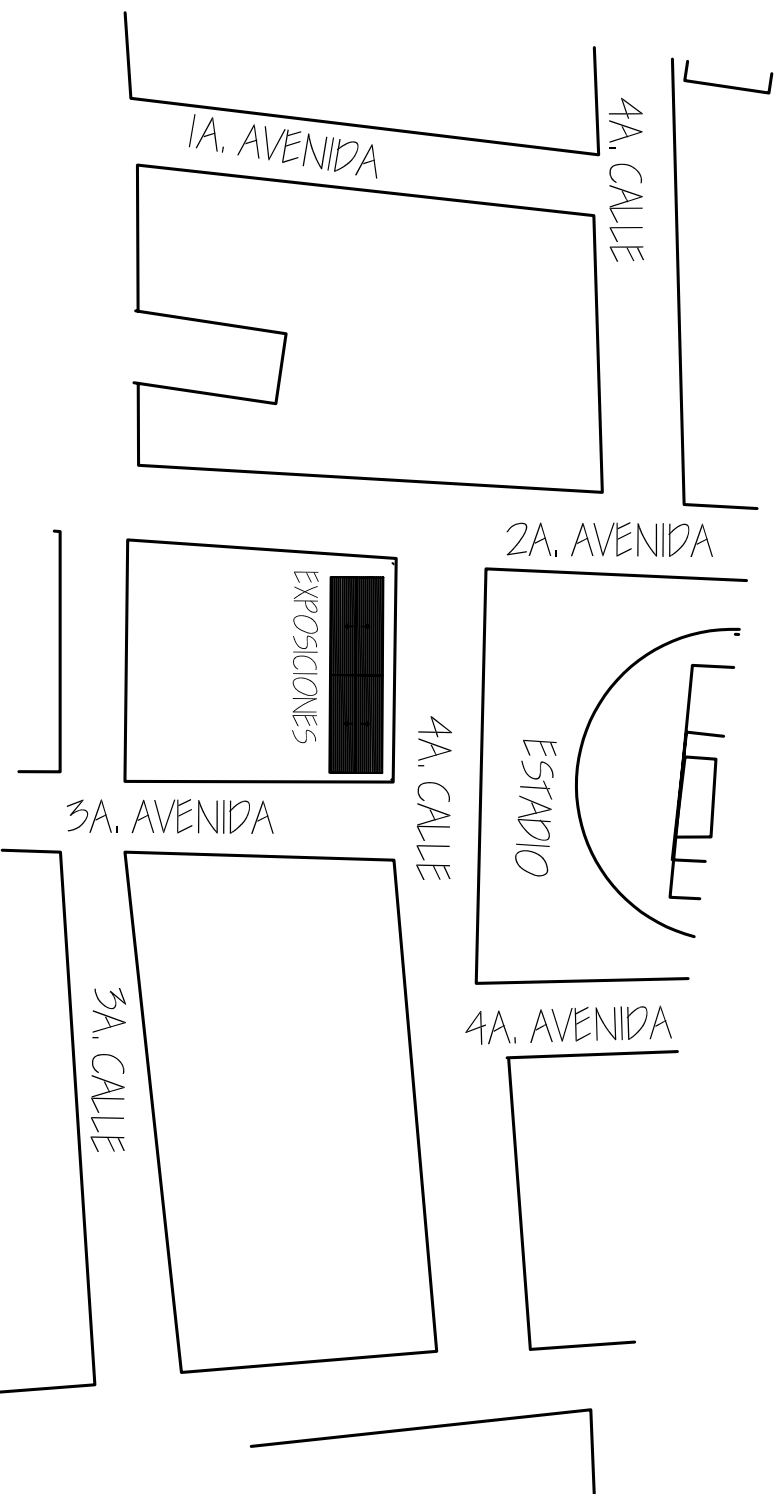 1A. AVENIDA
4A. CALLE
2A. AVENIDA
EXPOSICIONES
4A. CALLE
ESTADIO
3A. AVENIDA
3A. CALLE
4A. AVENIDA